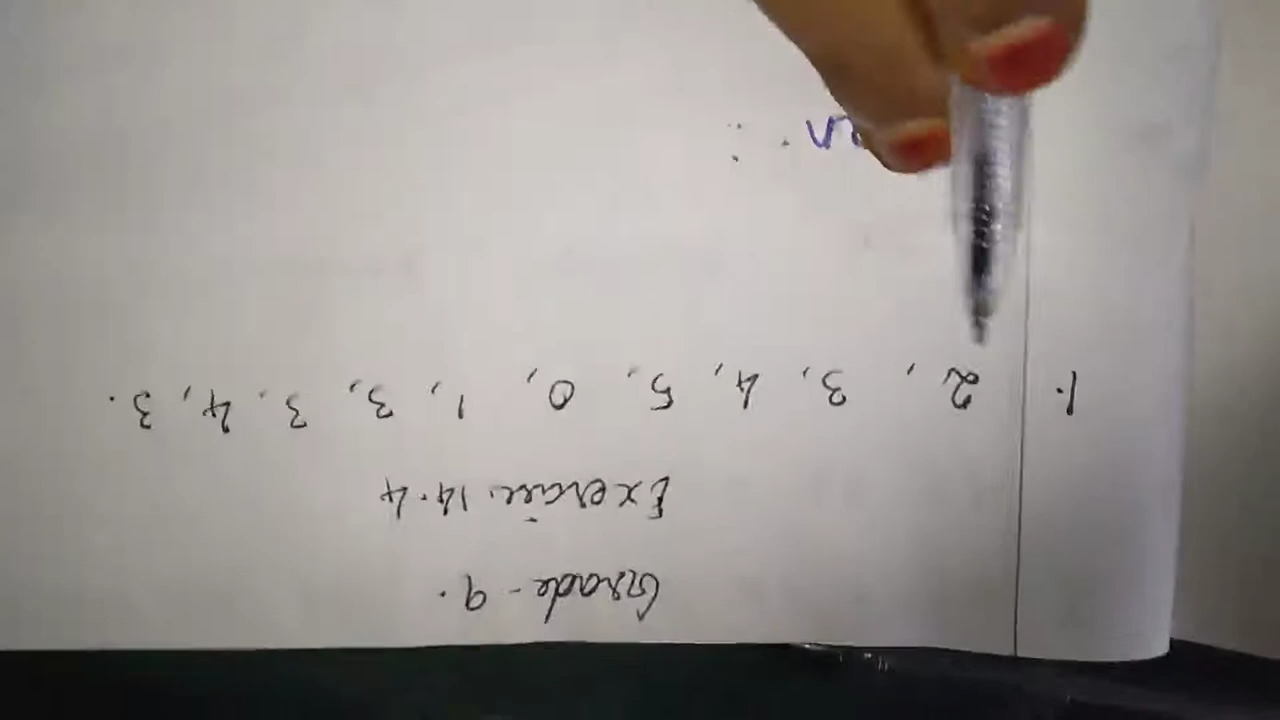 Grade - 9.
Exercise. 14.4
1. 2, 3, 4, 5, 0, 1, 3, 3, 4, 3.